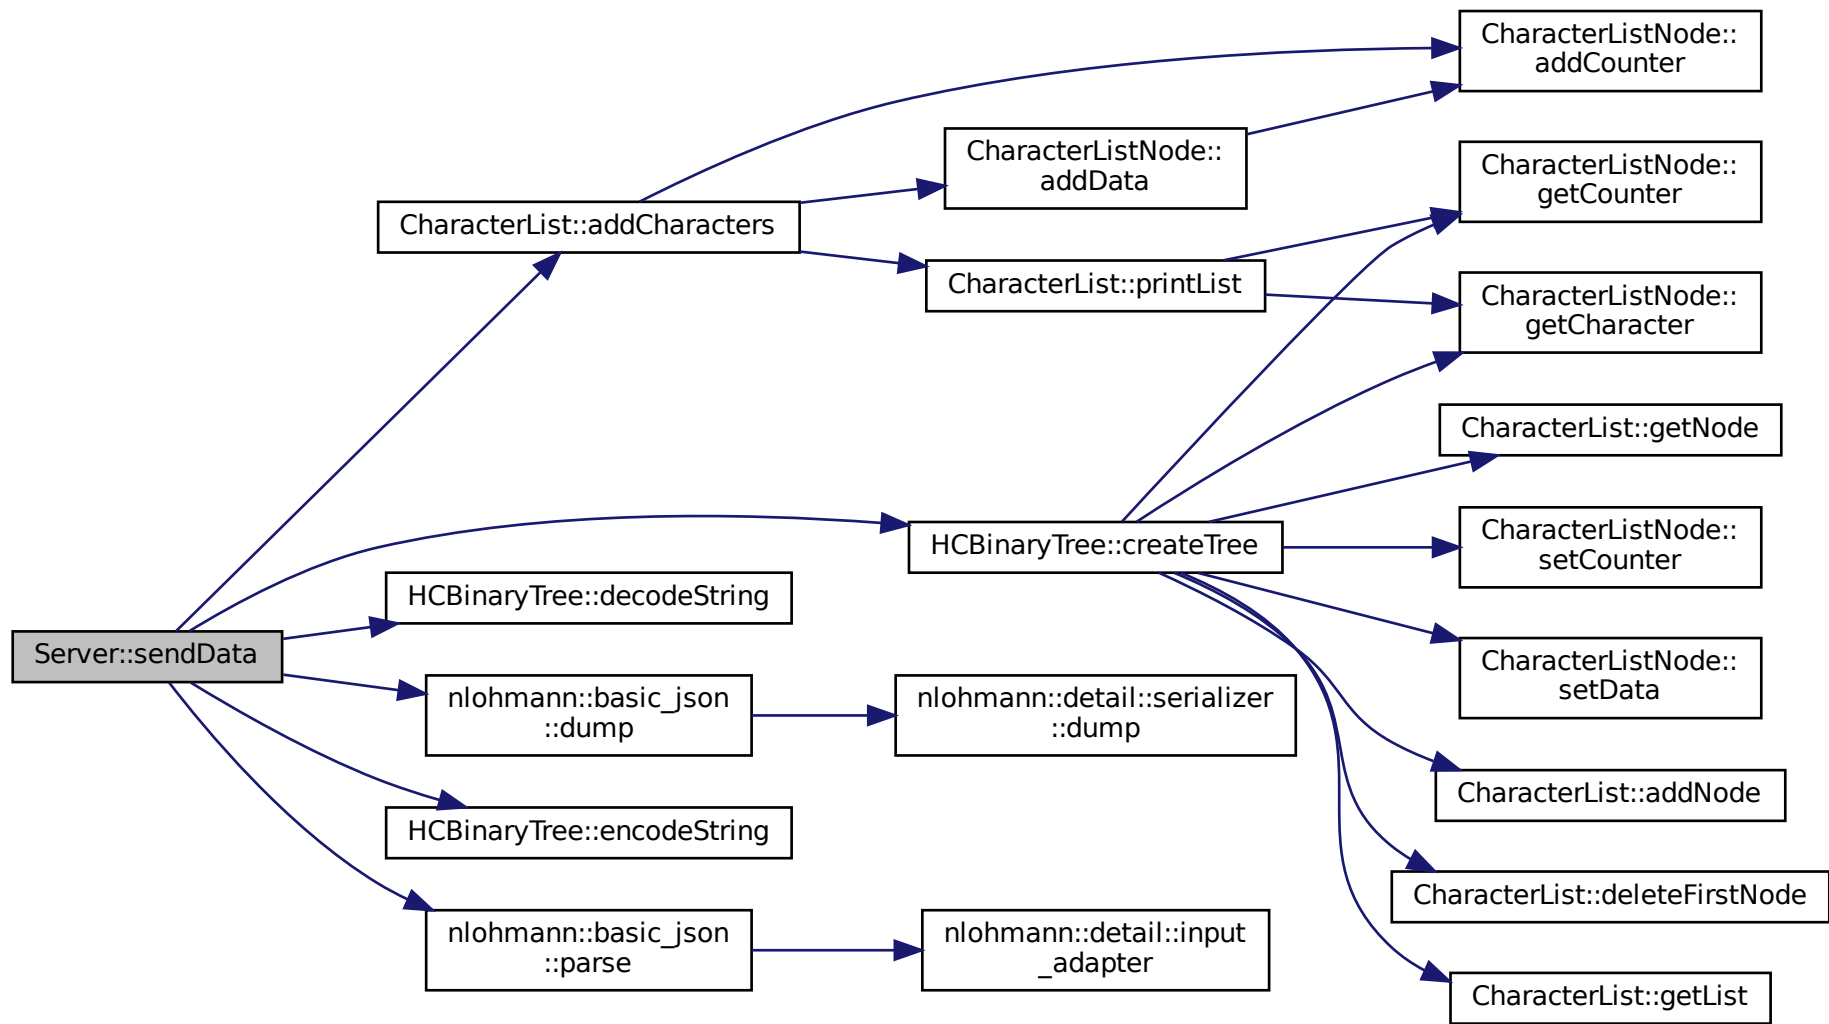 Server::sendData
CharacterList::addCharacters
CharacterListNode::
addCounter
CharacterListNode::
addData
CharacterList::printList
CharacterListNode::
getCounter
CharacterListNode::
getCharacter
HCBinaryTree::createTree
CharacterList::getNode
CharacterListNode::
setCounter
CharacterListNode::
setData
CharacterList::addNode
CharacterList::deleteFirstNode
CharacterList::getList
HCBinaryTree::decodeString
nlohmann::basic_json
::dump
nlohmann::detail::serializer
::dump
HCBinaryTree::encodeString
nlohmann::basic_json
::parse
nlohmann::detail::input
_adapter